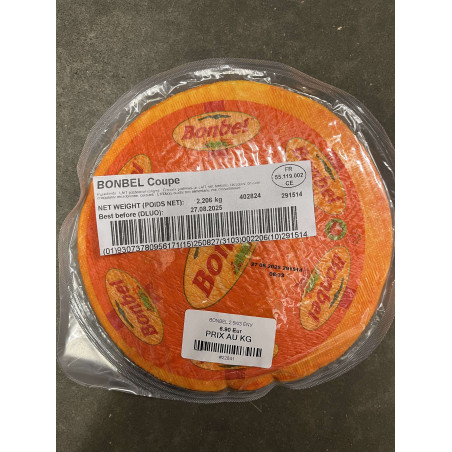 Bonbel
BONBEL Coupe
FR
55.119.002
CE
NET WEIGHT (POIDS NET): 2,206 kg 402824 291514
Best before (DLUO): 27.08.2025
(01)93073780956171(15)250827(3103)002206(10)291514
Bonbel
Bonbel
27.08.2025 291514
BONBEL 2.5KG ENV
6.90 Eur
PRIX AU KG
Bonbel